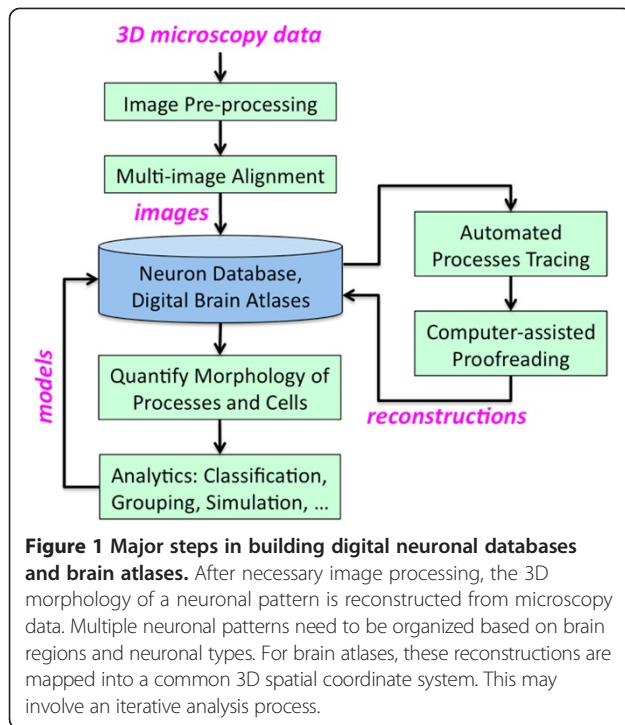 3D microscopy data
Image Pre-processing
Multi-image Alignment
images
Neuron Database,
Digital Brain Atlases
Automated
Processes Tracing
Computer-assisted
Proofreading
reconstructions
Quantify Morphology of
Processes and Cells
models
Analytics: Classification,
Grouping, Simulation, ...
Figure 1 Major steps in building digital neuronal databases
and brain atlases. After necessary image processing, the 3D
morphology of a neuronal pattern is reconstructed from microscopy
data. Multiple neuronal patterns need to be organized based on brain
regions and neuronal types. For brain atlases, these reconstructions are
mapped into a common 3D spatial coordinate system. This may
involve an iterative analysis process.